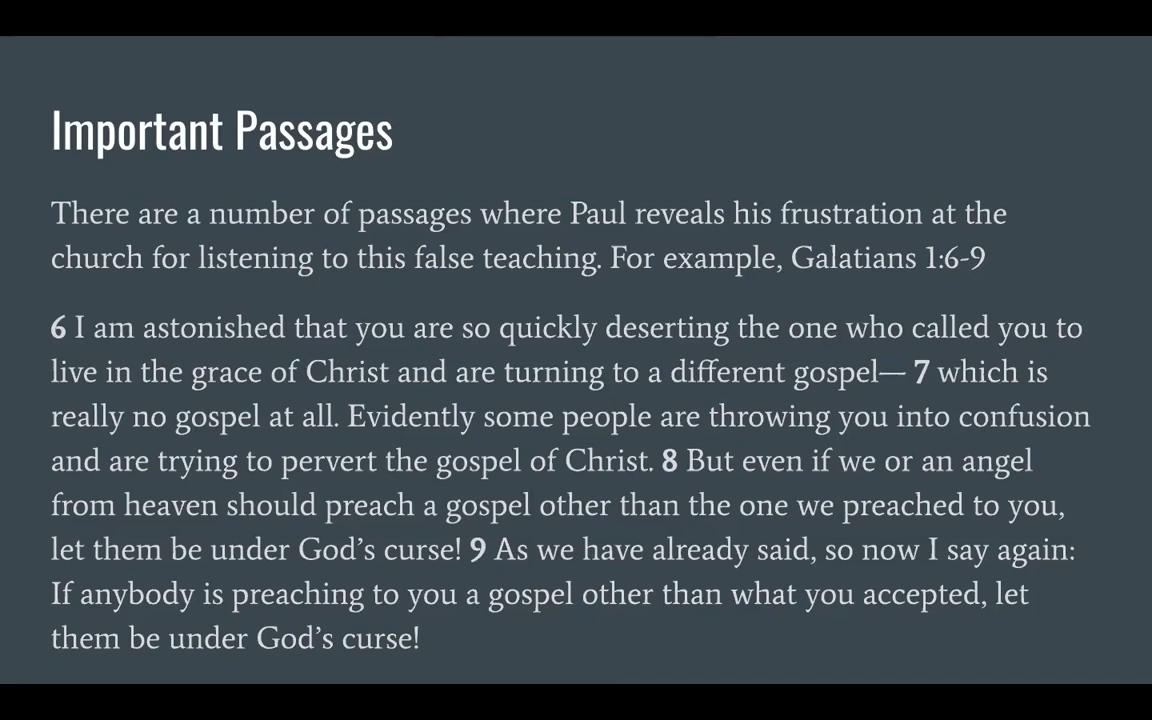 Important Passages
There are a number of passages where Paul reveals his frustration at the
church for listening to this false teaching. For example, Galatians 1:6-9
6 I am astonished that you are so quickly deserting the one who called you to
live in the grace of Christ and are turning to a different gospel— 7 which is
really no gospel at all. Evidently some people are throwing you into confusion
and are trying to pervert the gospel of Christ. 8 But even if we or an angel
from heaven should preach a gospel other than the one we preached to you,
let them be under God’s curse! 9 As we have already said, so now I say again:
If anybody is preaching to you a gospel other than what you accepted, let
them be under God’s curse!